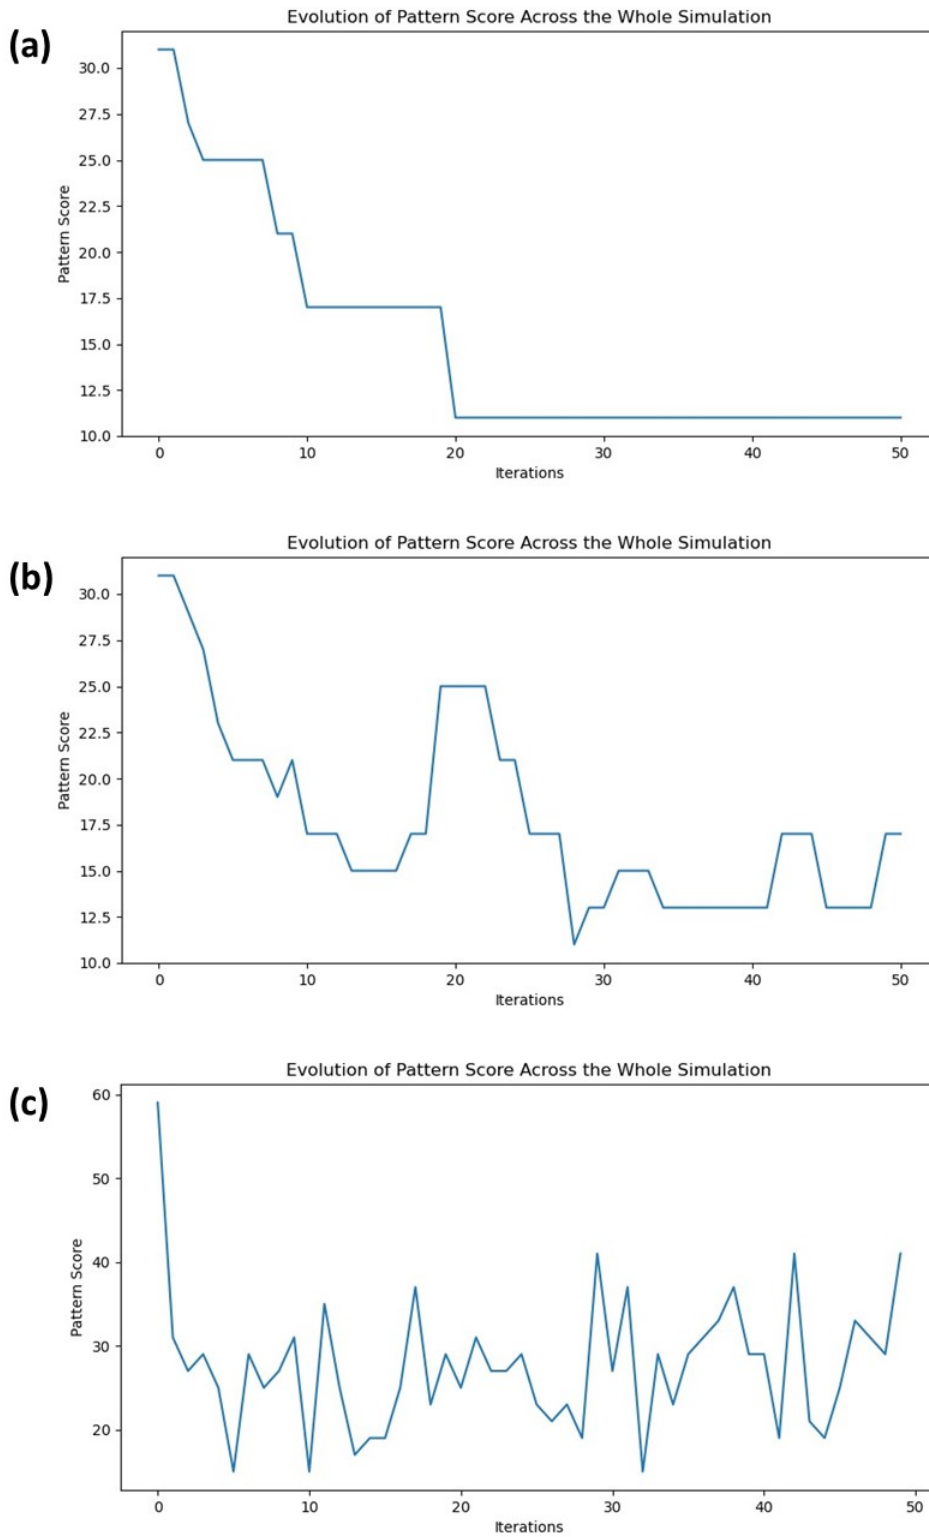 (a)
Evolution of Pattern Score Across the Whole Simulation
Pattern Score
30.0
27.5
25.0
22.5
20.0
17.5
15.0
12.5
10.0
0 10 20 30 40 50
Iterations
(b)
Evolution of Pattern Score Across the Whole Simulation
Pattern Score
30.0
27.5
25.0
22.5
20.0
17.5
15.0
12.5
10.0
0 10 20 30 40 50
Iterations
(c)
Evolution of Pattern Score Across the Whole Simulation
Pattern Score
60
50
40
30
20
0 10 20 30 40 50
Iterations